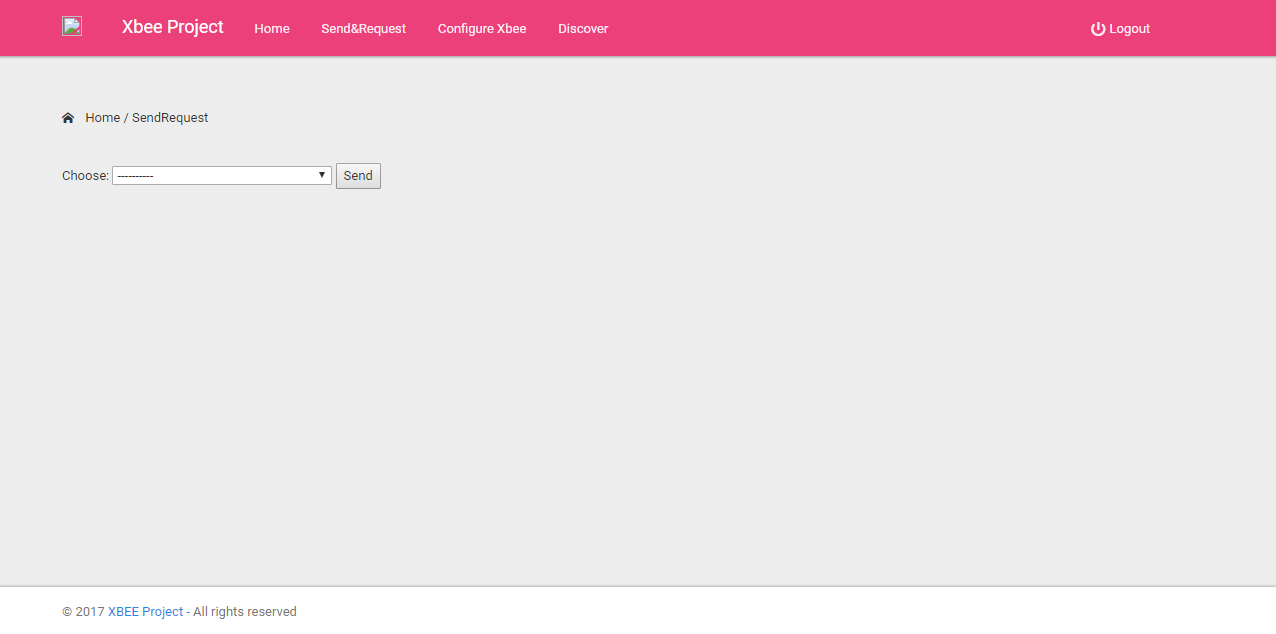 Xbee Project Home Send&Request Configure Xbee Discover Logout
Home / SendRequest
Choose: ---------- Send
© 2017 XBEE Project - All rights reserved